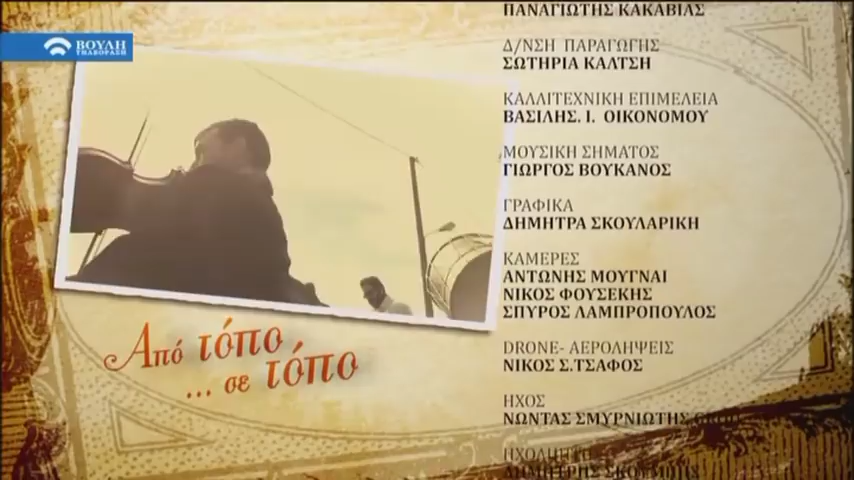 ΒΟΥΛΗ
ΤΗΛΕΟΡΑΣΗ
Από τόπο
... σε τόπο
ΠΑΝΑΓΙΩΤΗΣ ΚΑΚΑΒΙΑΣ
Δ/ΝΣΗ ΠΑΡΑΓΩΓΗΣ
ΣΩΤΗΡΙΑ ΚΑΛΤΣΗ
ΚΑΛΛΙΤΕΧΝΙΚΗ ΕΠΙΜΕΛΕΙΑ
ΒΑΣΙΛΗΣ. Ι. ΟΙΚΟΝΟΜΟΥ
ΜΟΥΣΙΚΗ ΣΗΜΑΤΟΣ
ΓΙΩΡΓΟΣ ΒΟΥΚΑΝΟΣ
ΓΡΑΦΙΚΑ
ΔΗΜΗΤΡΑ ΣΚΟΥΛΑΡΙΚΗ
ΚΑΜΕΡΕΣ
ΑΝΤΩΝΗΣ ΜΟΥΓΝΑΙ
ΝΙΚΟΣ ΦΟΥΣΕΚΗΣ
ΣΠΥΡΟΣ ΛΑΜΠΡΟΠΟΥΛΟΣ
DRONE- ΑΕΡΟΛΗΨΕΙΣ
ΝΙΚΟΣ Σ.ΤΣΑΦΟΣ
ΗΧΟΣ
ΝΩΝΤΑΣ ΣΜΥΡΝΙΩΤΗΣ
ΔΗΜΗΤΡΗΣ